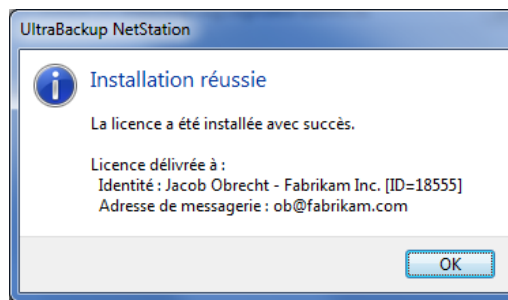 UltraBackup NetStation
Installation réussie
La licence a été installée avec succès.
Licence délivrée à :
Identité : Jacob Obrecht - Fabrikam Inc. [ID=18555]
Adresse de messagerie : ob@fabrikam.com
OK